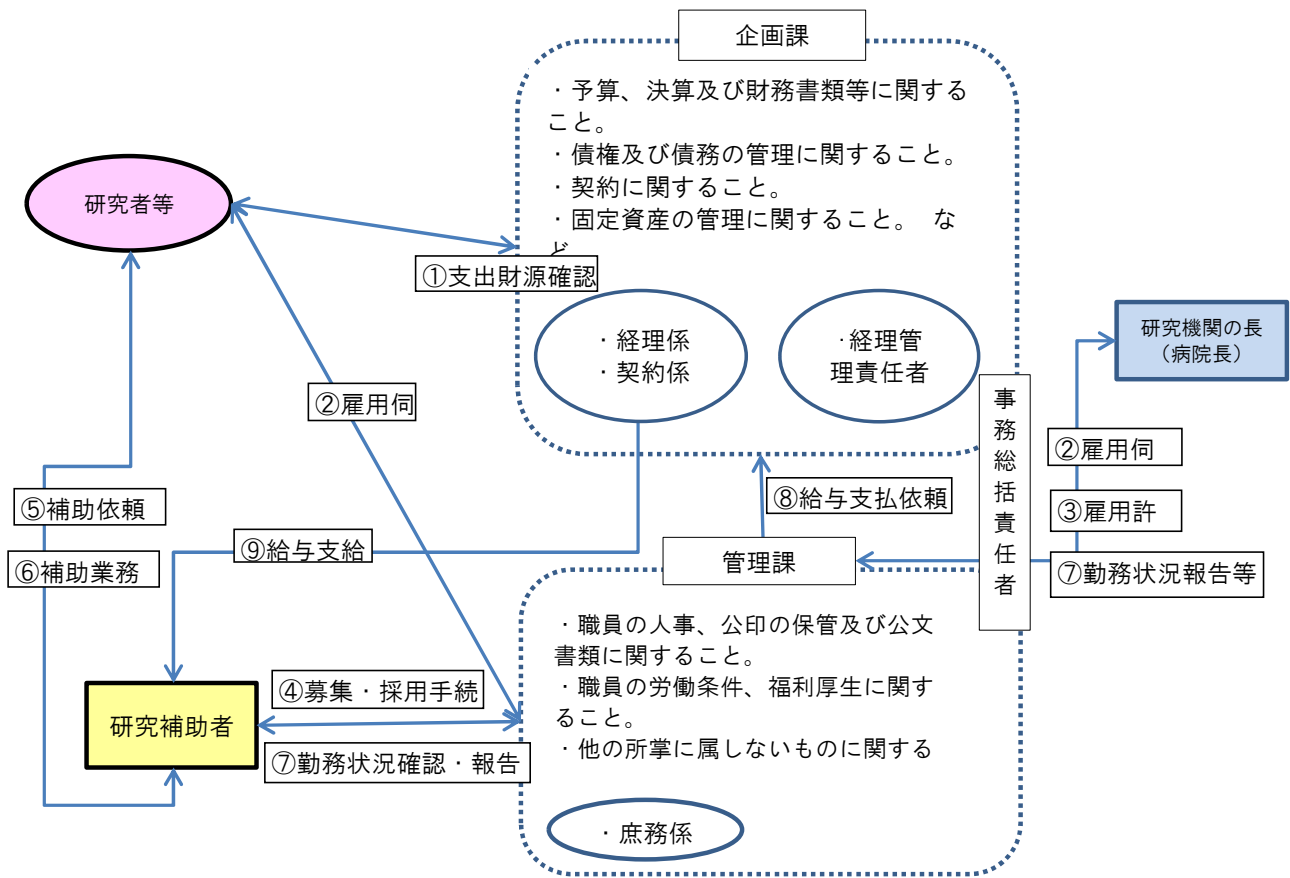 企画課
・予算、決算及び財務書類等に関する
こと。
・債権及び債務の管理に関すること。
・契約に関すること。
・固定資産の管理に関すること。 な
ど
研究者等
①支出財源確認
・経理係
・契約係
・経理管
理責任者
研究機関の長
（病院長）
②雇用伺
事務総括責任者
②雇用伺
⑤補助依頼
⑧給与支払依頼
③雇用許
⑨給与支給
⑥補助業務
管理課
⑦勤務状況報告等
・職員の人事、公印の保管及び公文
書類に関すること。
・職員の労働条件、福利厚生に関す
ること。
・他の所掌に属しないものに関する
④募集・採用手続
研究補助者
⑦勤務状況確認・報告
・庶務係